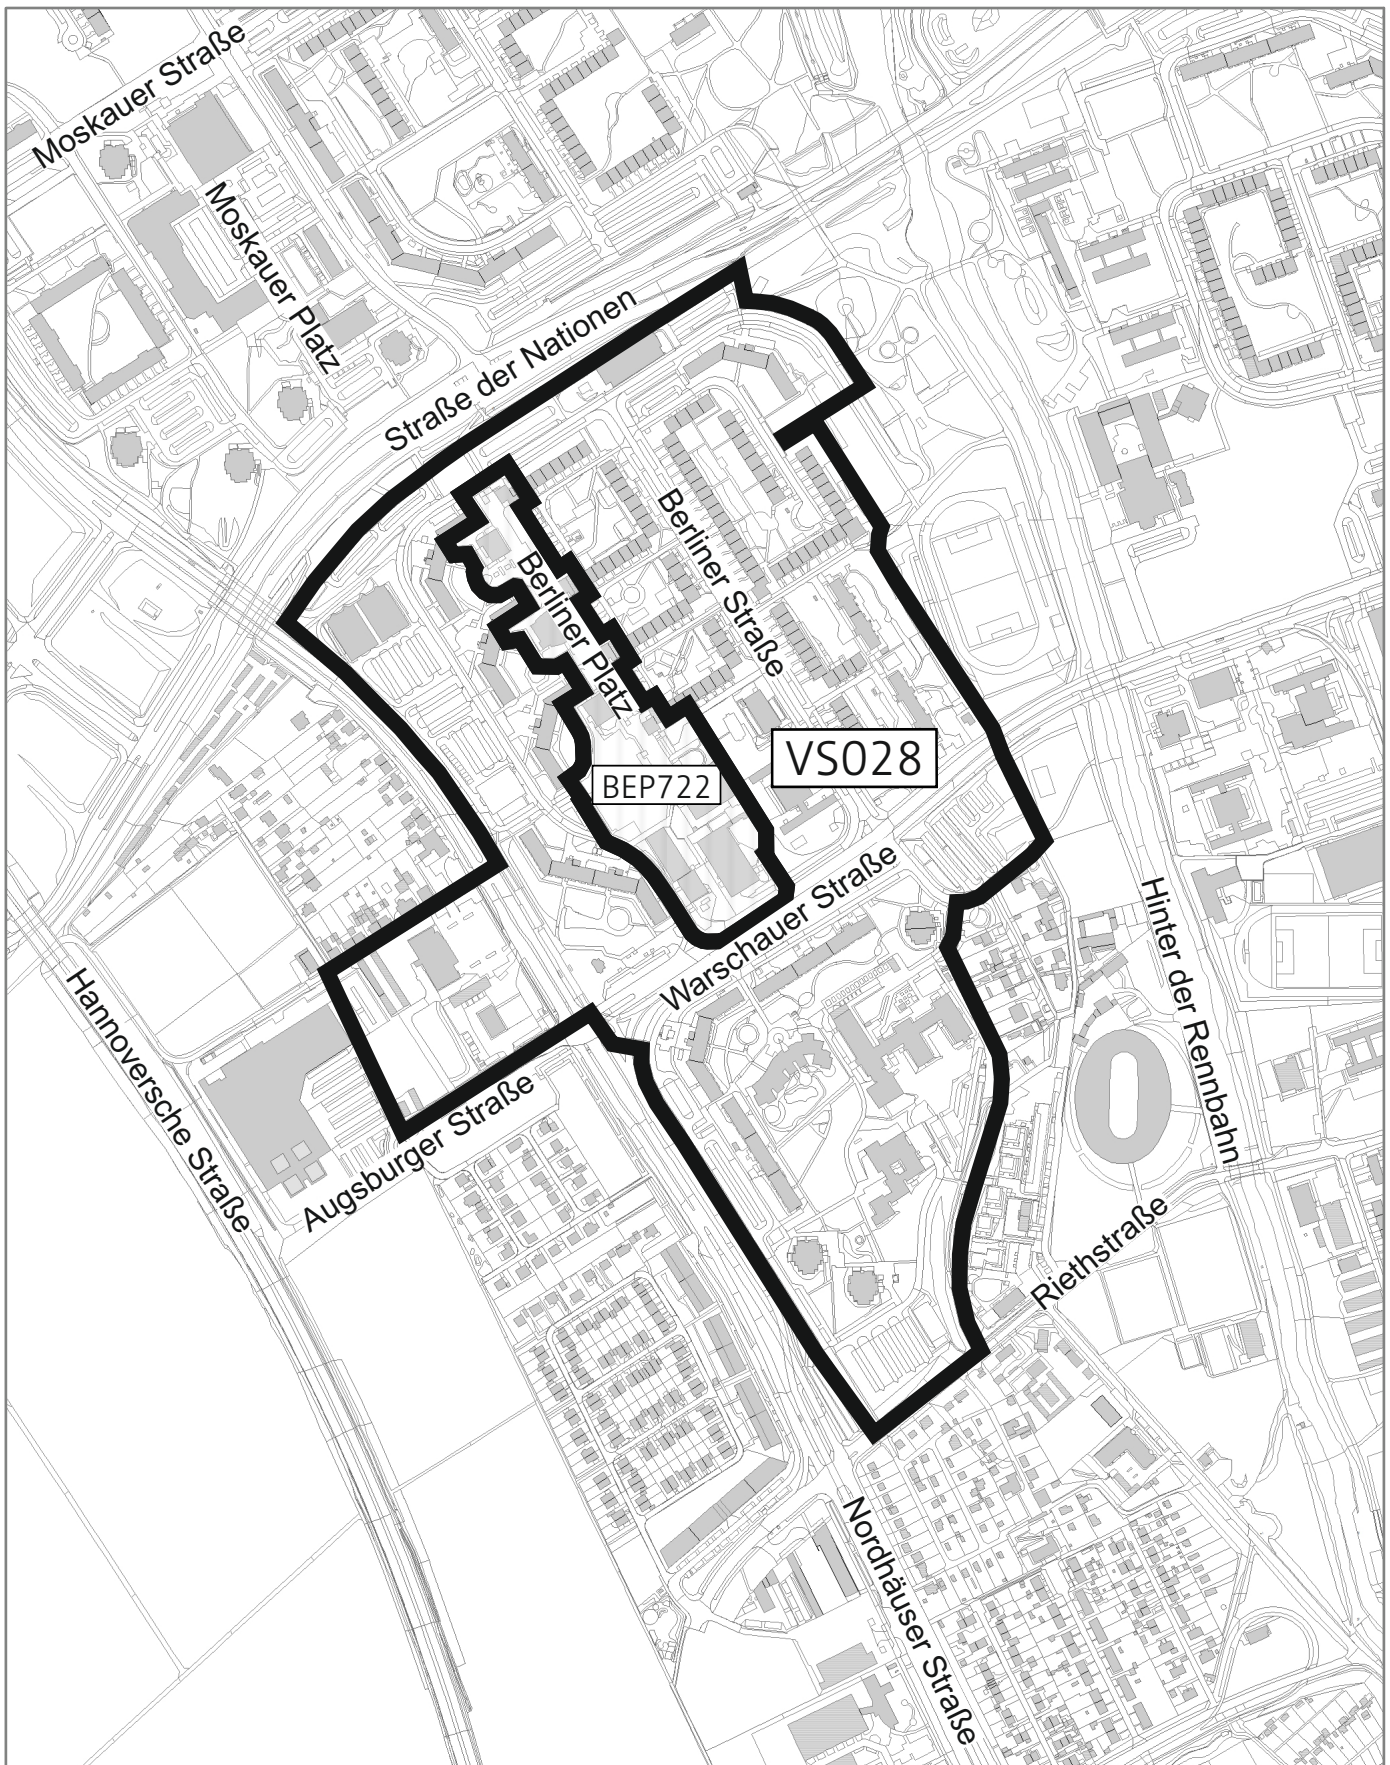 Moskauer Straße
Moskauer Platz
Straße der Nationen
Berliner Straße
Berliner Platz
VS028
BEP722
Warschauer Straße
Hinter der Rennbahn
Hannoversche Straße
Augsburger Straße
Riethstraße
Nordhäuser Straße